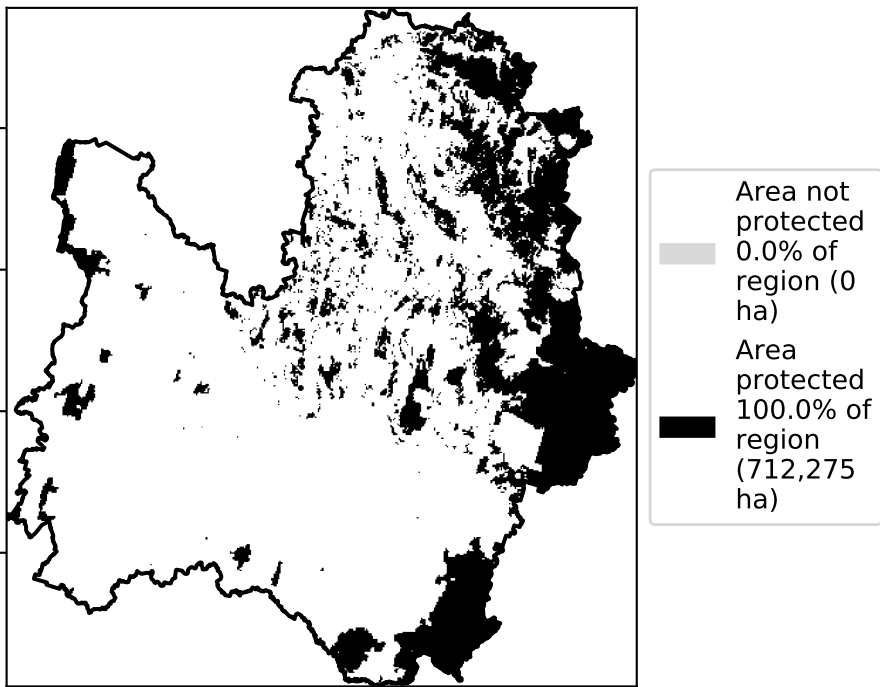 Area not
protected
0.0% of
region (0
ha)
Area
protected
100.0% of
region
(712,275
ha)